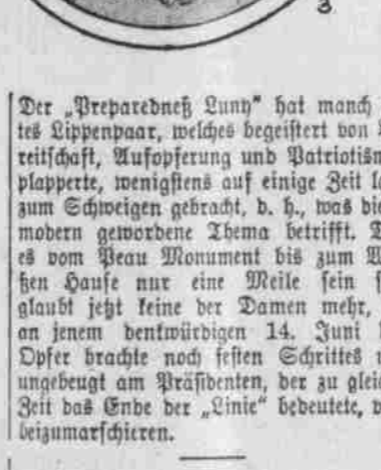 3
Der „Preparedneß Luny“ hat manch
tes Lippenpaar, welches begeistert von
reitschaft, Aufopferung und Patriotism
plapperte, wenigstens auf einige Zeit la
zum Schweigen gebracht, d. h., was die
modern gewordene Thema betrifft. D
es vom Peau Monument bis zum W
ßen Hause nur eine Meile sein s
glaubt jetzt keine der Damen mehr,
an jenem denkwürdigen 14. Juni
Opfer brachte noch festen Schrittes
ungebeugt am Präsidenten, der zu glei
Zeit das Ende der „Linie“ bedeutete, v
beizumarschieren.